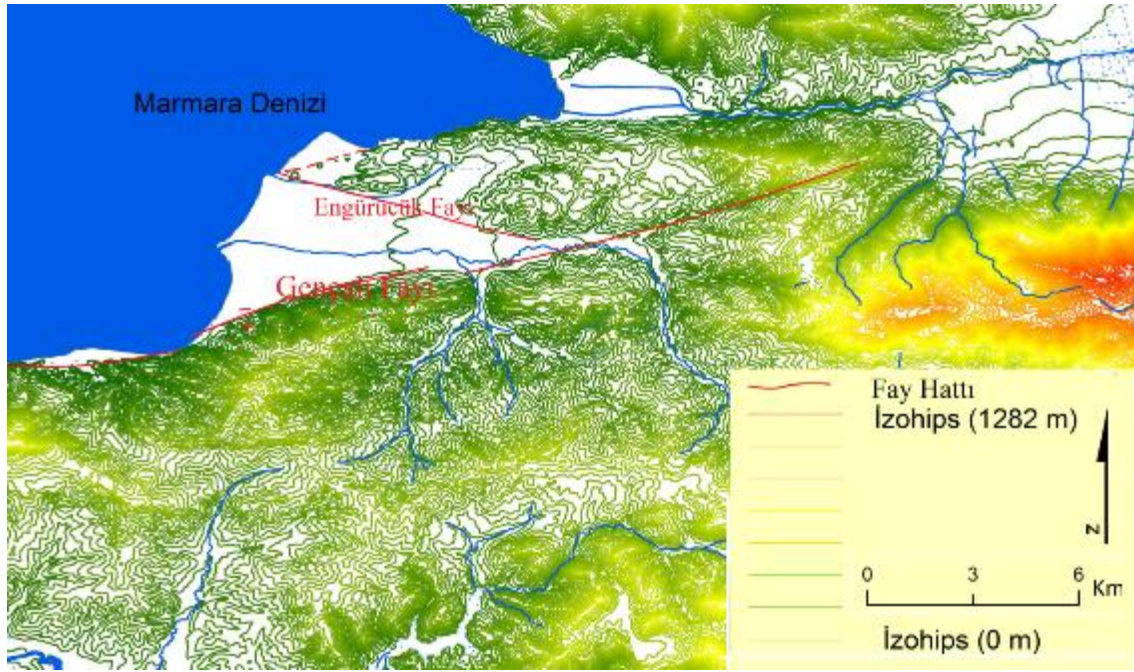 Marmara Denizi
Engürücük Fayı
Gençali Fayı
Fay Hattı
İzohips (1282 m)
N
0 3 6 Km
İzohips (0 m)